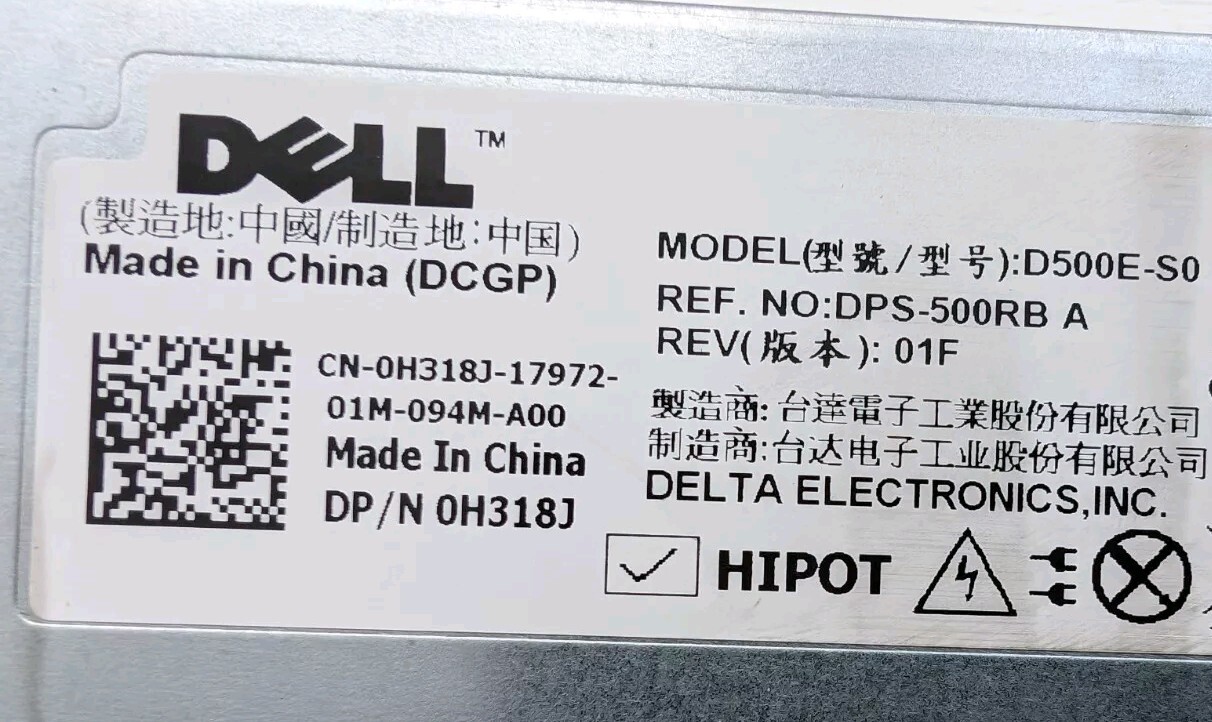 DELL™
(製造地:中國/制造地:中国)
Made in China (DCGP)
CN-0H318J-17972-
01M-094M-A00
Made In China
DP/N 0H318J
MODEL(型號/型号):D500E-S0
REF. NO:DPS-500RB A
REV(版本): 01F
製造商:台達電子工業股份有限公司
制造商:台达电子工业股份有限公司
DELTA ELECTRONICS,INC.
HIPOT